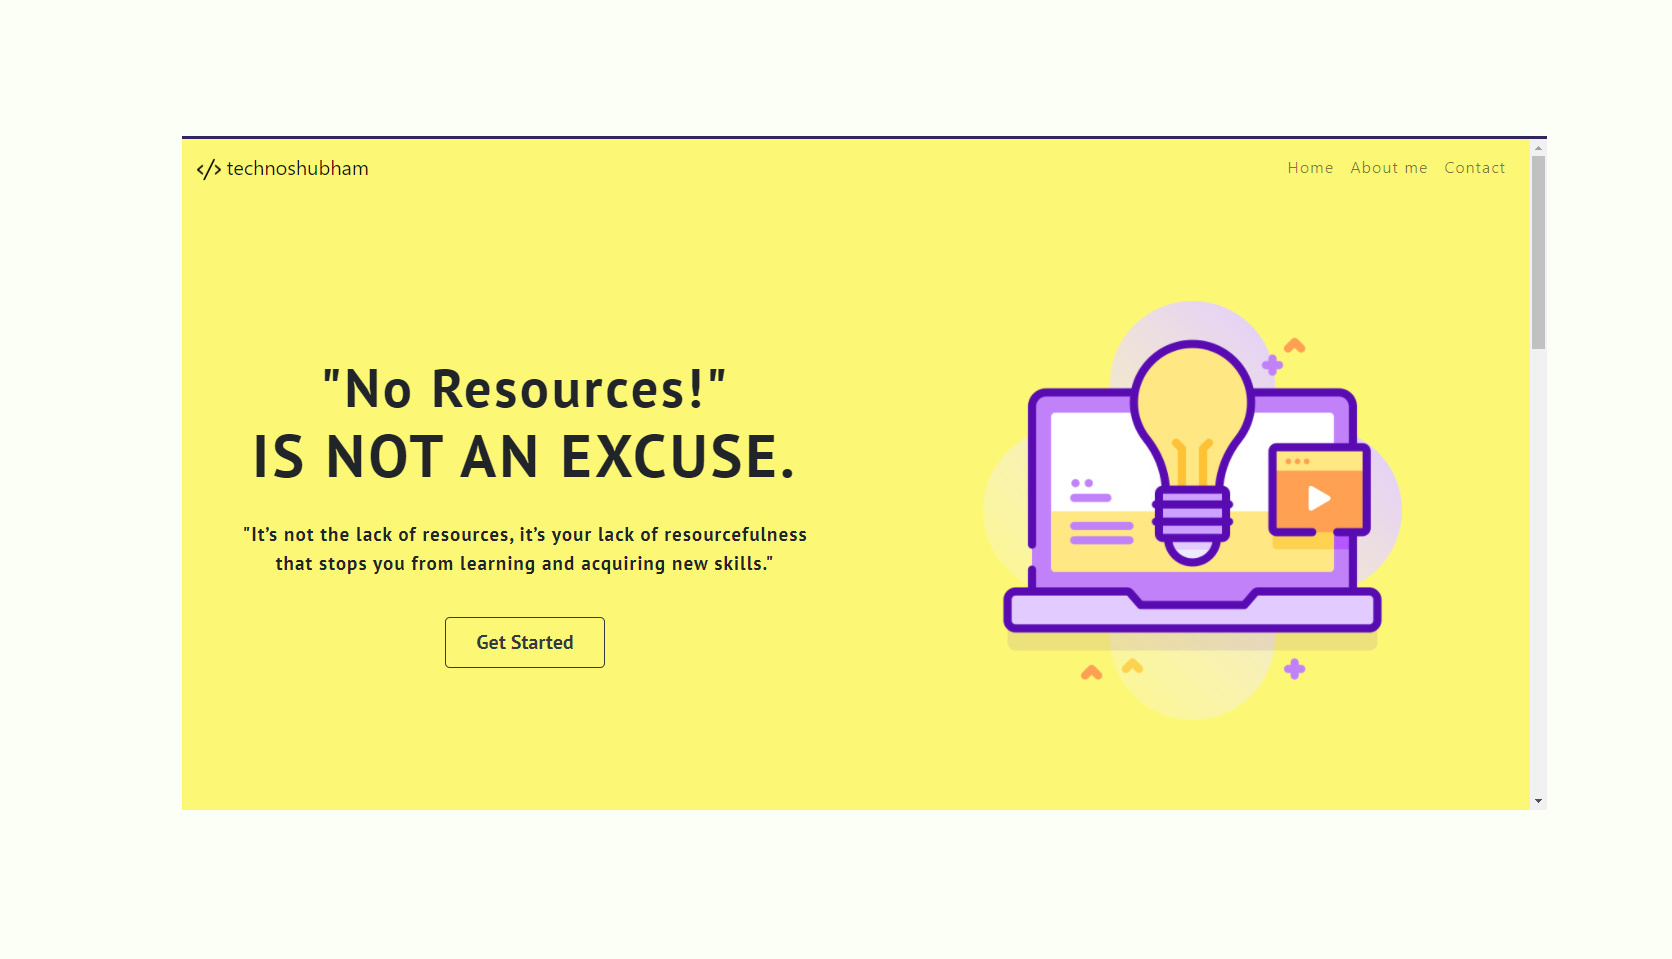 </> technoshubham
Home About me Contact
"No Resources!"
IS NOT AN EXCUSE.
"It’s not the lack of resources, it’s your lack of resourcefulness
that stops you from learning and acquiring new skills."
Get Started